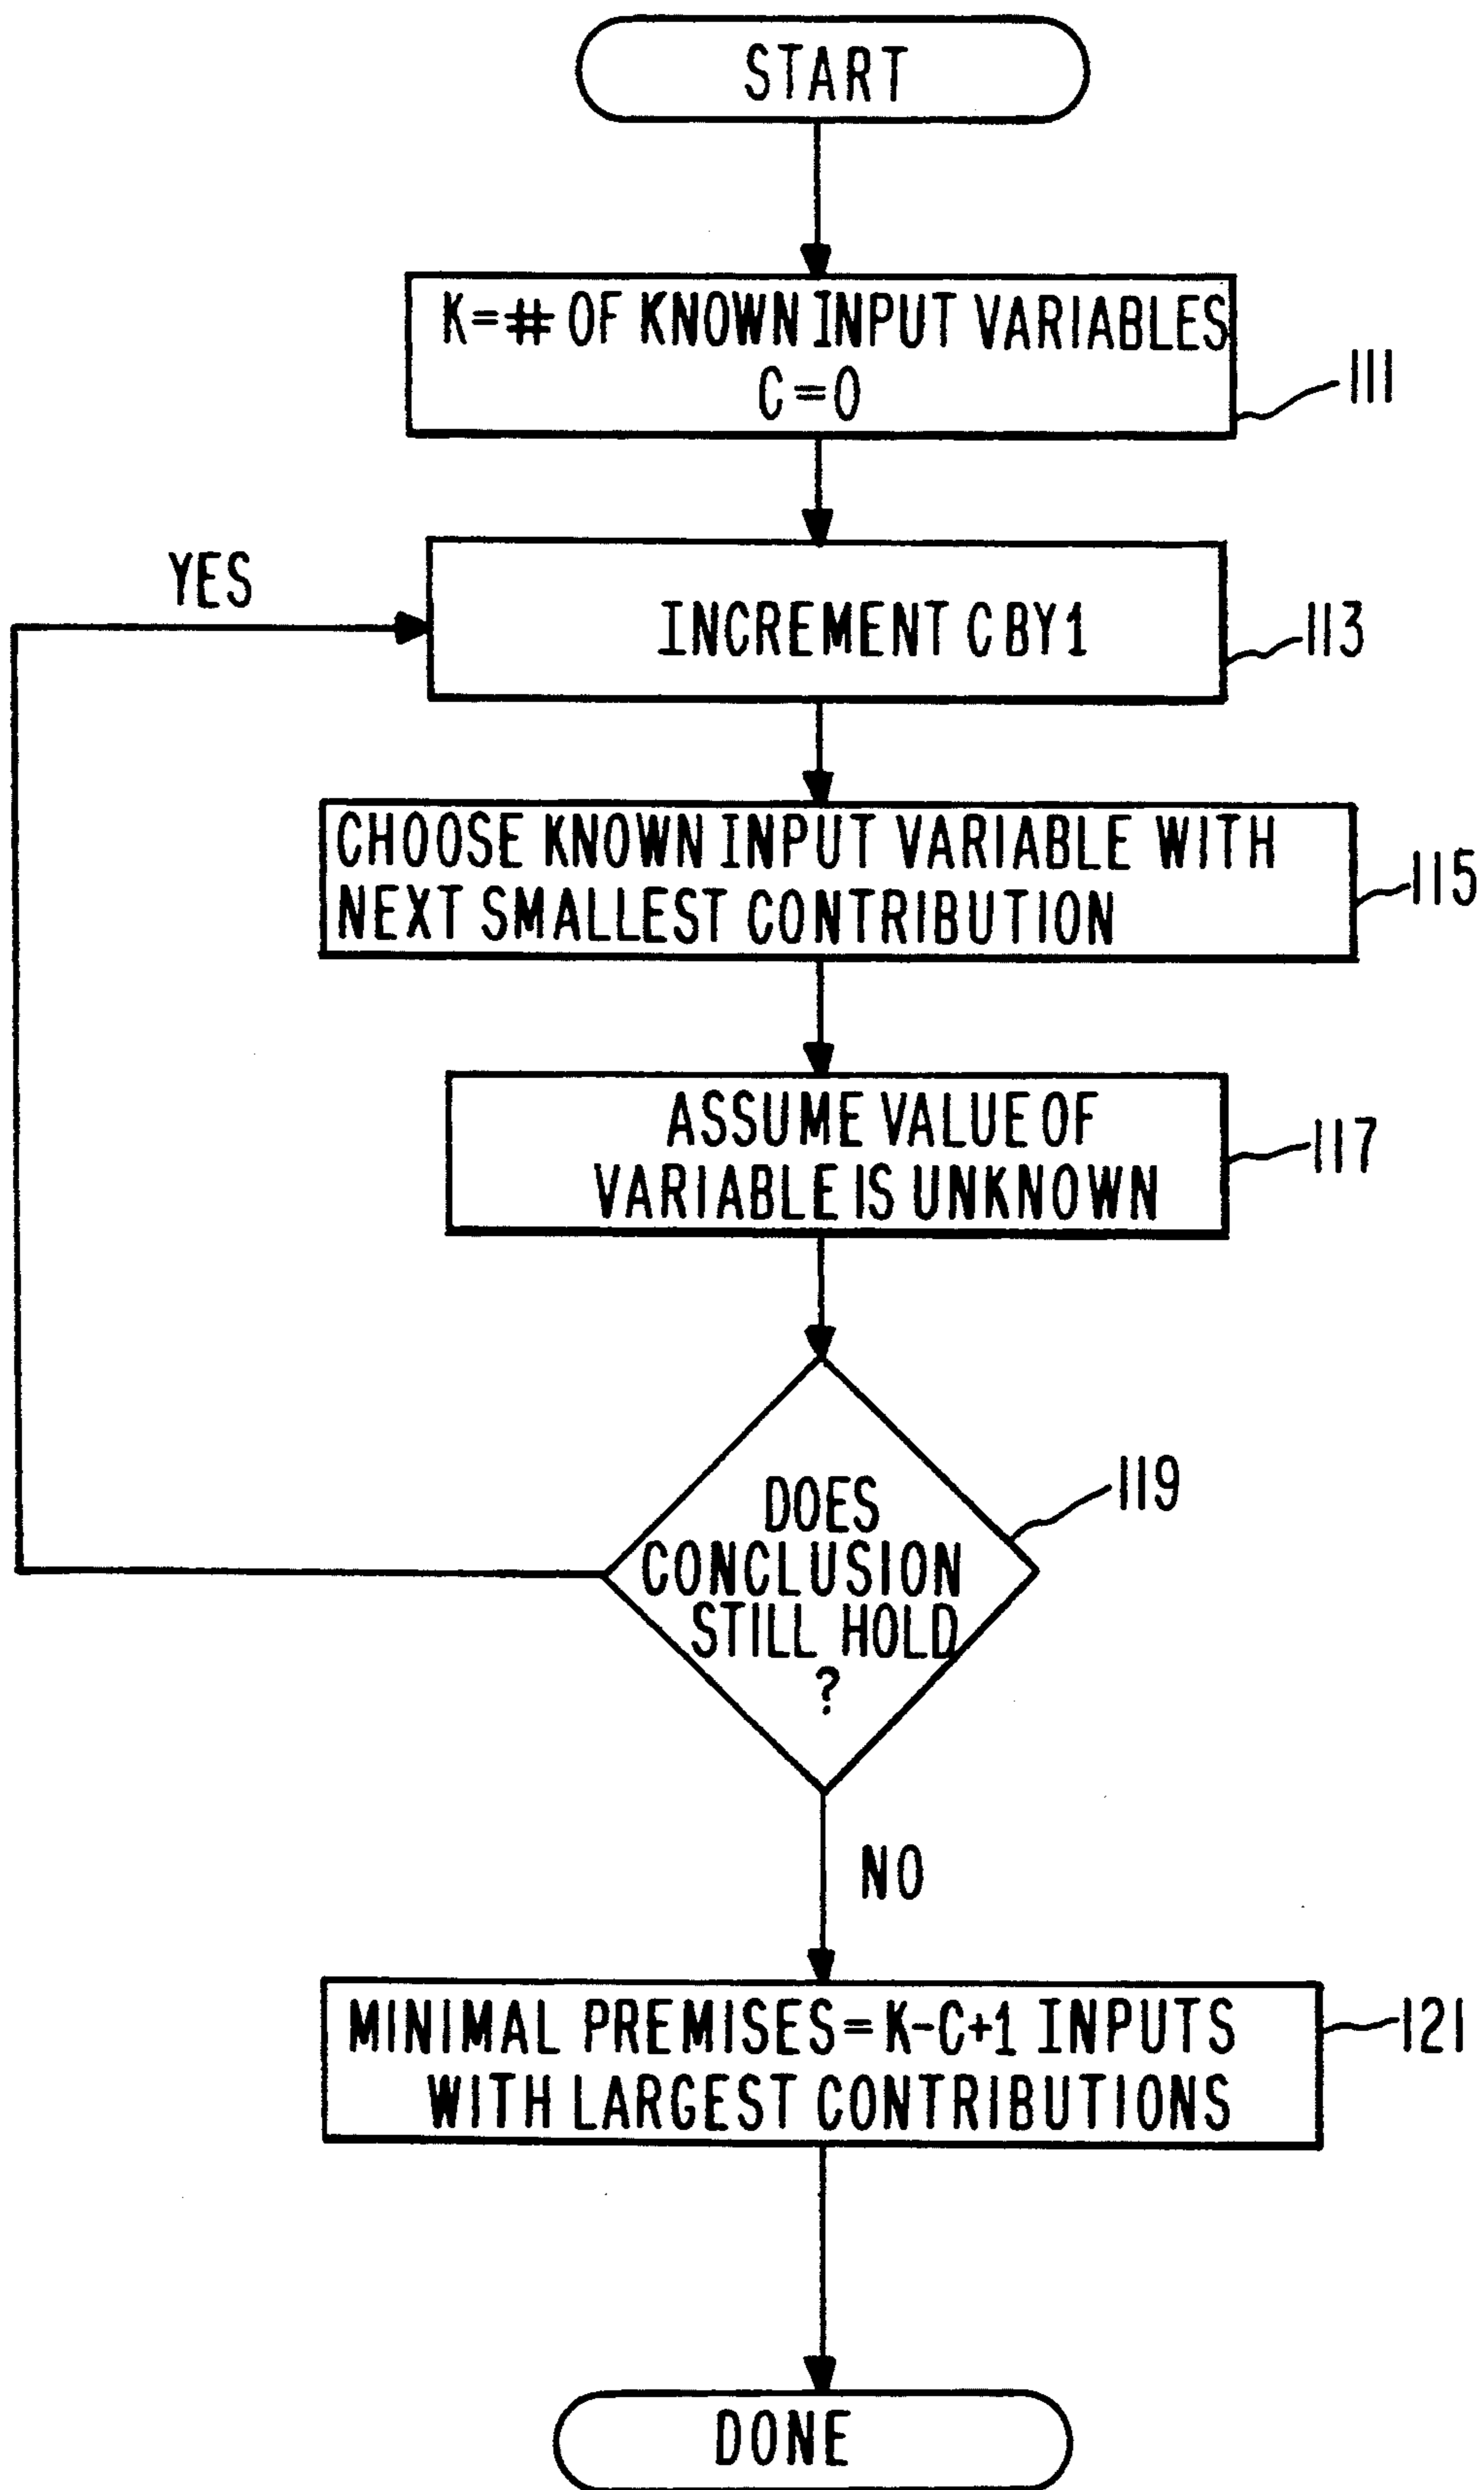 START
K=# OF KNOWN INPUT VARIABLES
C=0
111
YES
INCREMENT C BY 1
113
CHOOSE KNOWN INPUT VARIABLE WITH
NEXT SMALLEST CONTRIBUTION
115
ASSUME VALUE OF
VARIABLE IS UNKNOWN
117
DOES
CONCLUSION
STILL HOLD
?
119
NO
MINIMAL PREMISES=K-C+1 INPUTS
WITH LARGEST CONTRIBUTIONS
121
DONE